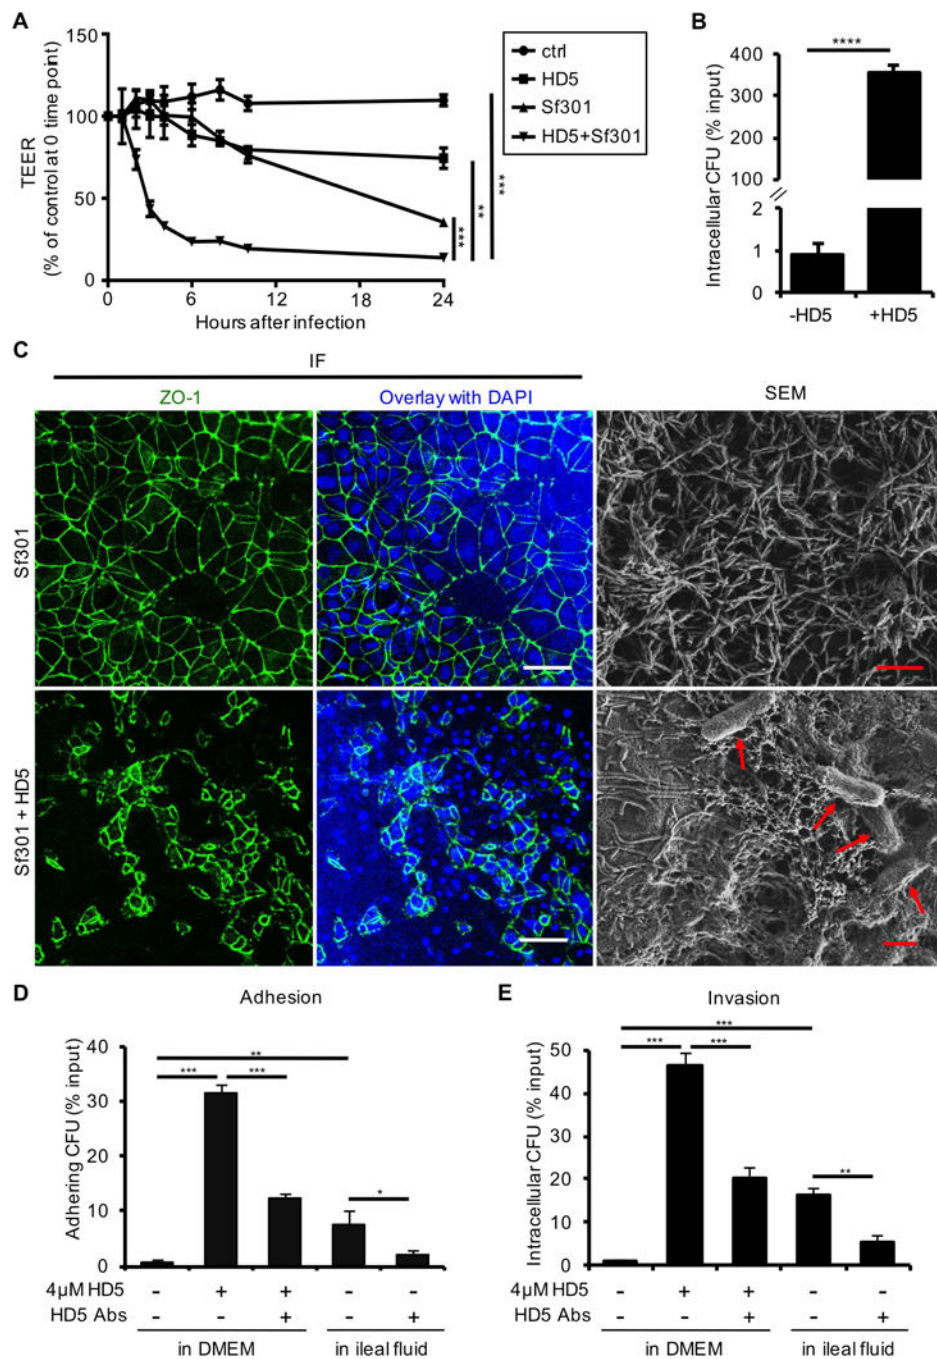 A
TEER
(% of control at 0 time point)
150
100
50
0
0 6 12 18 24
Hours after infection
ctrl
HD5
Sf301
HD5+Sf301
***
**
***
B
****
Intracellular CFU (% input)
400
300
200
100
2
1
0
-HD5 +HD5
C
IF
ZO-1 Overlay with DAPI SEM
Sf301
Sf301 + HD5
D
Adhesion
Adhering CFU (% input)
40
30
20
10
0
**
*** ***
*
4μM HD5 - + + - -
HD5 Abs - - + - +
in DMEM in ileal fluid
E
Invasion
Intracellular CFU (% input)
50
40
30
20
10
0
***
*** ***
**
4μM HD5 - + + - -
HD5 Abs - - + - +
in DMEM in ileal fluid